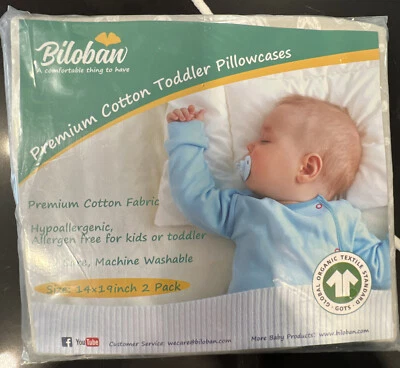 Biloban
A comfortable thing to have
Premium Cotton Toddler Pillowcases
Premium Cotton Fabric
Hypoallergenic,
Allergen free for kids or toddler
Care, Machine Washable
Size: 14x19inch 2 Pack
GLOBAL ORGANIC TEXTILE STANDARD
· GOTS ·
f YouTube
Customer Service: wacare@biloban
More Baby Products: www.biloban.com